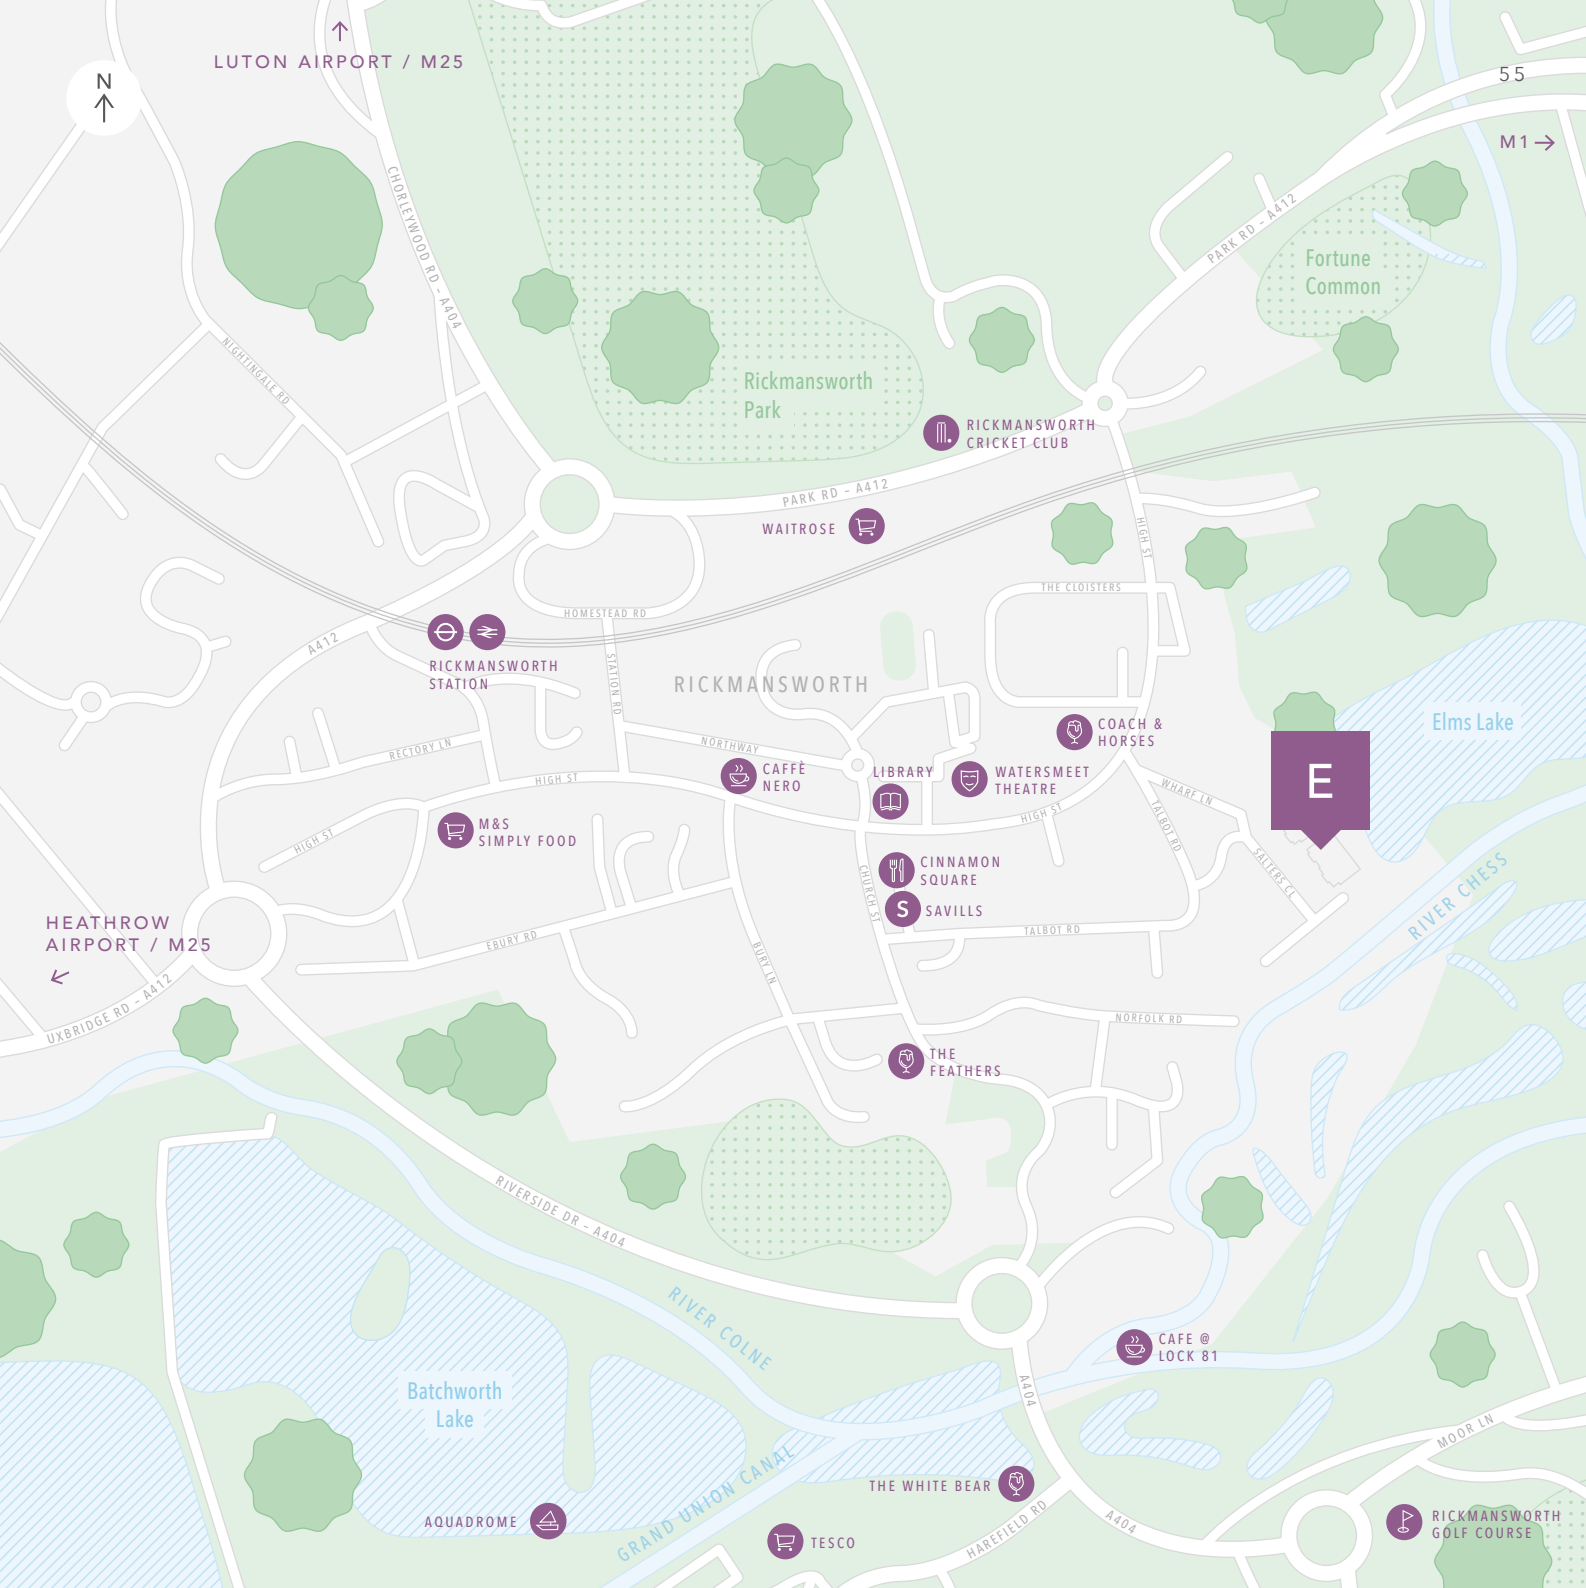 LUTON AIRPORT / M25
N
55
M1
CHORLEYWOOD RD - A404
PARK RD - A412
Fortune
Common
NIGHTINGALE RD
Rickmansworth
Park
RICKMANSWORTH
CRICKET CLUB
PARK RD - A412
WAITROSE
HIGH ST
THE CLOISTERS
HOMESTEAD RD
A412
RICKMANSWORTH
STATION
STATION RD
RICKMANSWORTH
Elms Lake
COACH &
HORSES
RECTORY LN
NORTHWAY
HIGH ST
CAFFÈ
NERO
LIBRARY
WATERSMEET
THEATRE
WHARF LN
E
HIGH ST
TALBOT RD
M&S
SIMPLY FOOD
HIGH ST
CINNAMON
SQUARE
SALTERS CL
CHURCH ST
S
SAVILLS
RIVER CHESS
HEATHROW
AIRPORT / M25
EBURY RD
TALBOT RD
BURY LN
UXBRIDGE RD - A412
NORFOLK RD
THE
FEATHERS
RIVERSIDE DR - A404
RIVER COLNE
CAFE @
LOCK 81
Batchworth
Lake
A404
MOOR LN
GRAND UNION CANAL
THE WHITE BEAR
AQUADROME
TESCO
HAREFIELD RD
A404
RICKMANSWORTH
GOLF COURSE